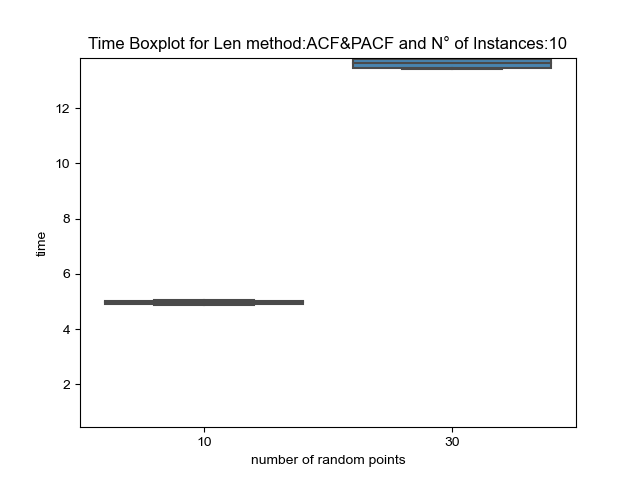 Time Boxplot for Len method:ACF&PACF and N° of Instances:10
12
10
8
6
4
2
time
10 30
number of random points